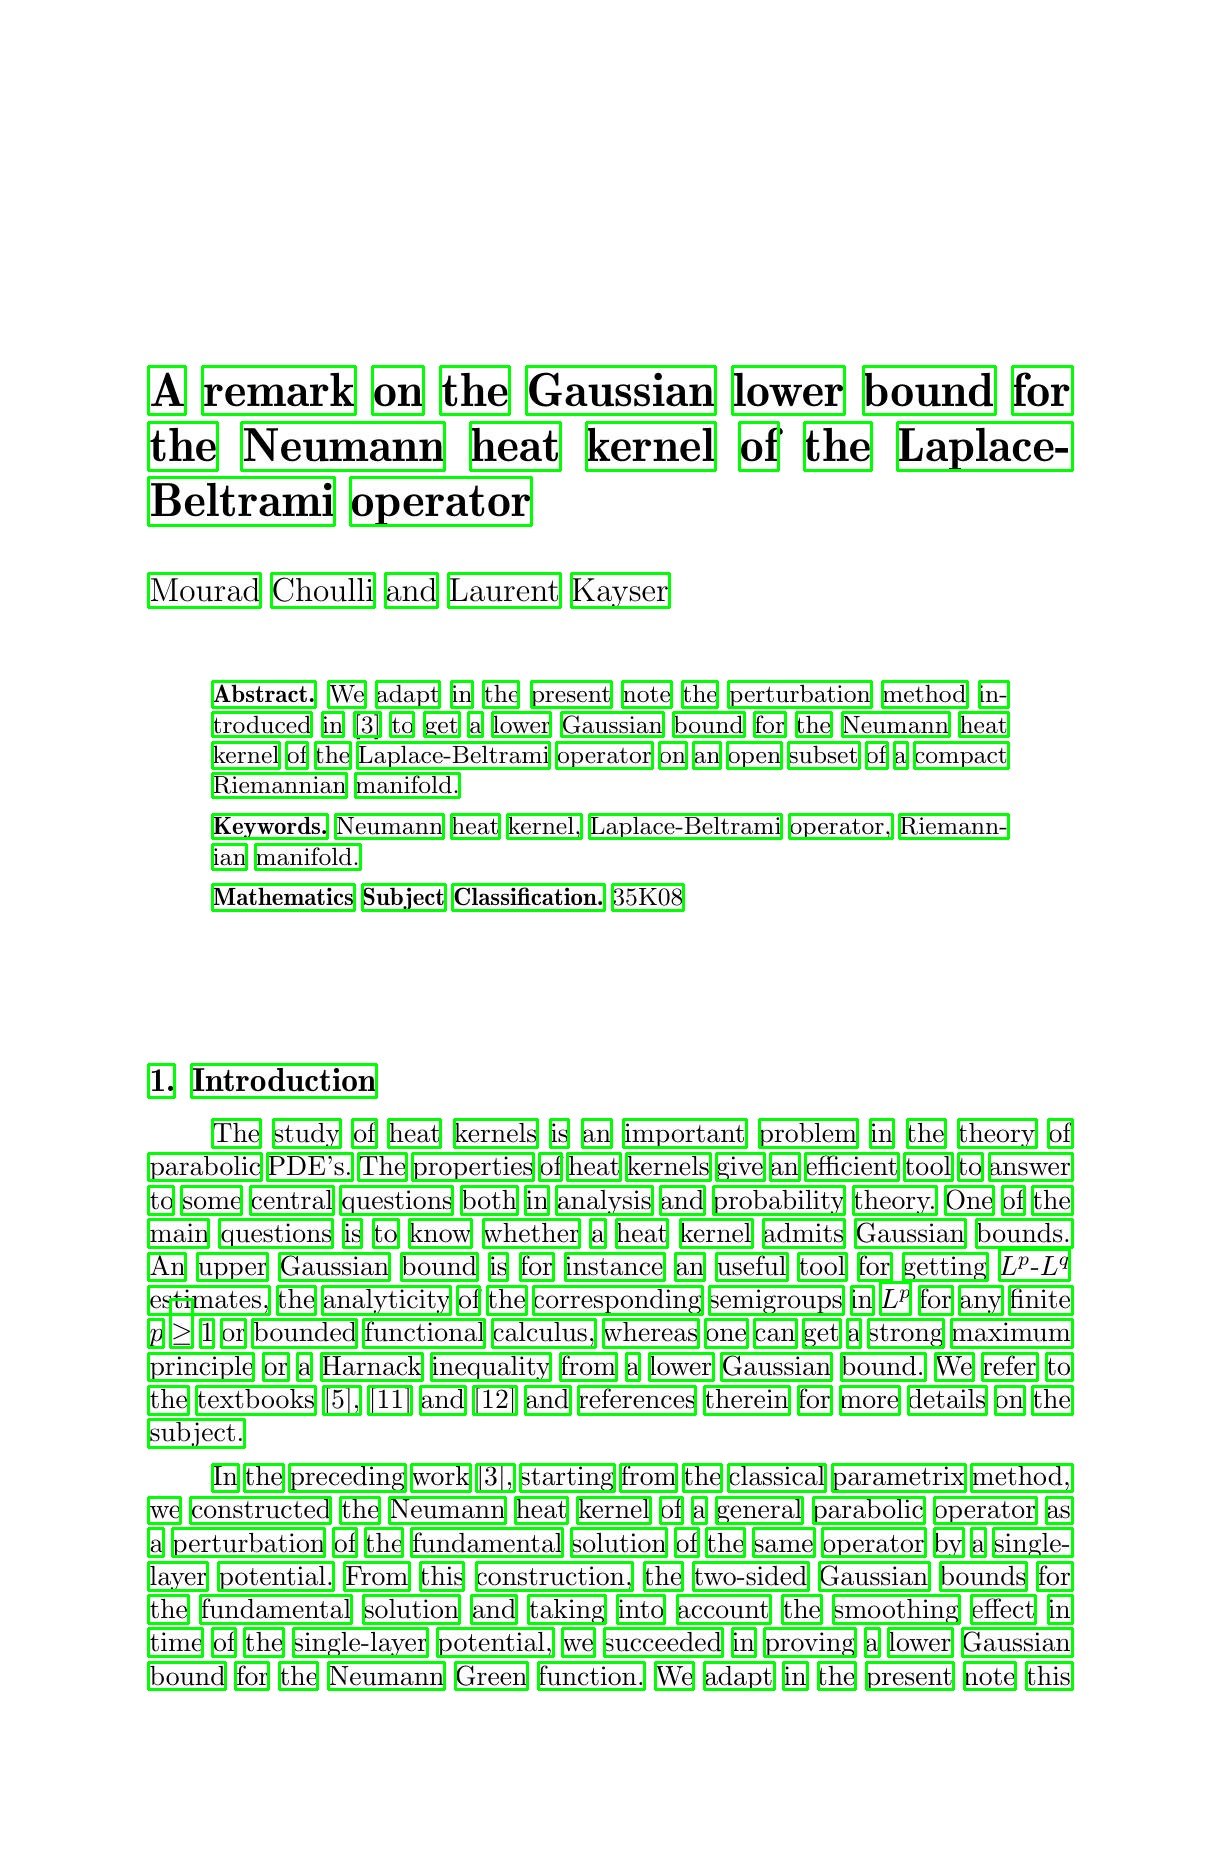 A remark on the Gaussian lower bound for
the Neumann heat kernel of the Laplace-
Beltrami operator
Mourad Choulli and Laurent Kayser
Abstract. We adapt in the present note the perturbation method in-
troduced in [3] to get a lower Gaussian bound for the Neumann heat
kernel of the Laplace-Beltrami operator on an open subset of a compact
Riemannian manifold.
Keywords. Neumann heat kernel, Laplace-Beltrami operator, Riemann-
ian manifold.
Mathematics Subject Classification. 35K08
1. Introduction
The study of heat kernels is an important problem in the theory of
parabolic PDE's. The properties of heat kernels give an efficient tool to answer
to some central questions both in analysis and probability theory. One of the
main questions is to know whether a heat kernel admits Gaussian bounds.
An upper Gaussian bound is for instance an useful tool for getting $L^p$-$L^q$
estimates, the analyticity of the corresponding semigroups in $L^p$ for any finite
p ≥ 1 or bounded functional calculus, whereas one can get a strong maximum
principle or a Harnack inequality from a lower Gaussian bound. We refer to
the textbooks [5], [11] and [12] and references therein for more details on the
subject.
In the preceding work [3], starting from the classical parametrix method,
we constructed the Neumann heat kernel of a general parabolic operator as
a perturbation of the fundamental solution of the same operator by a single-
layer potential. From this construction, the two-sided Gaussian bounds for
the fundamental solution and taking into account the smoothing effect in
time of the single-layer potential, we succeeded in proving a lower Gaussian
bound for the Neumann Green function. We adapt in the present note this